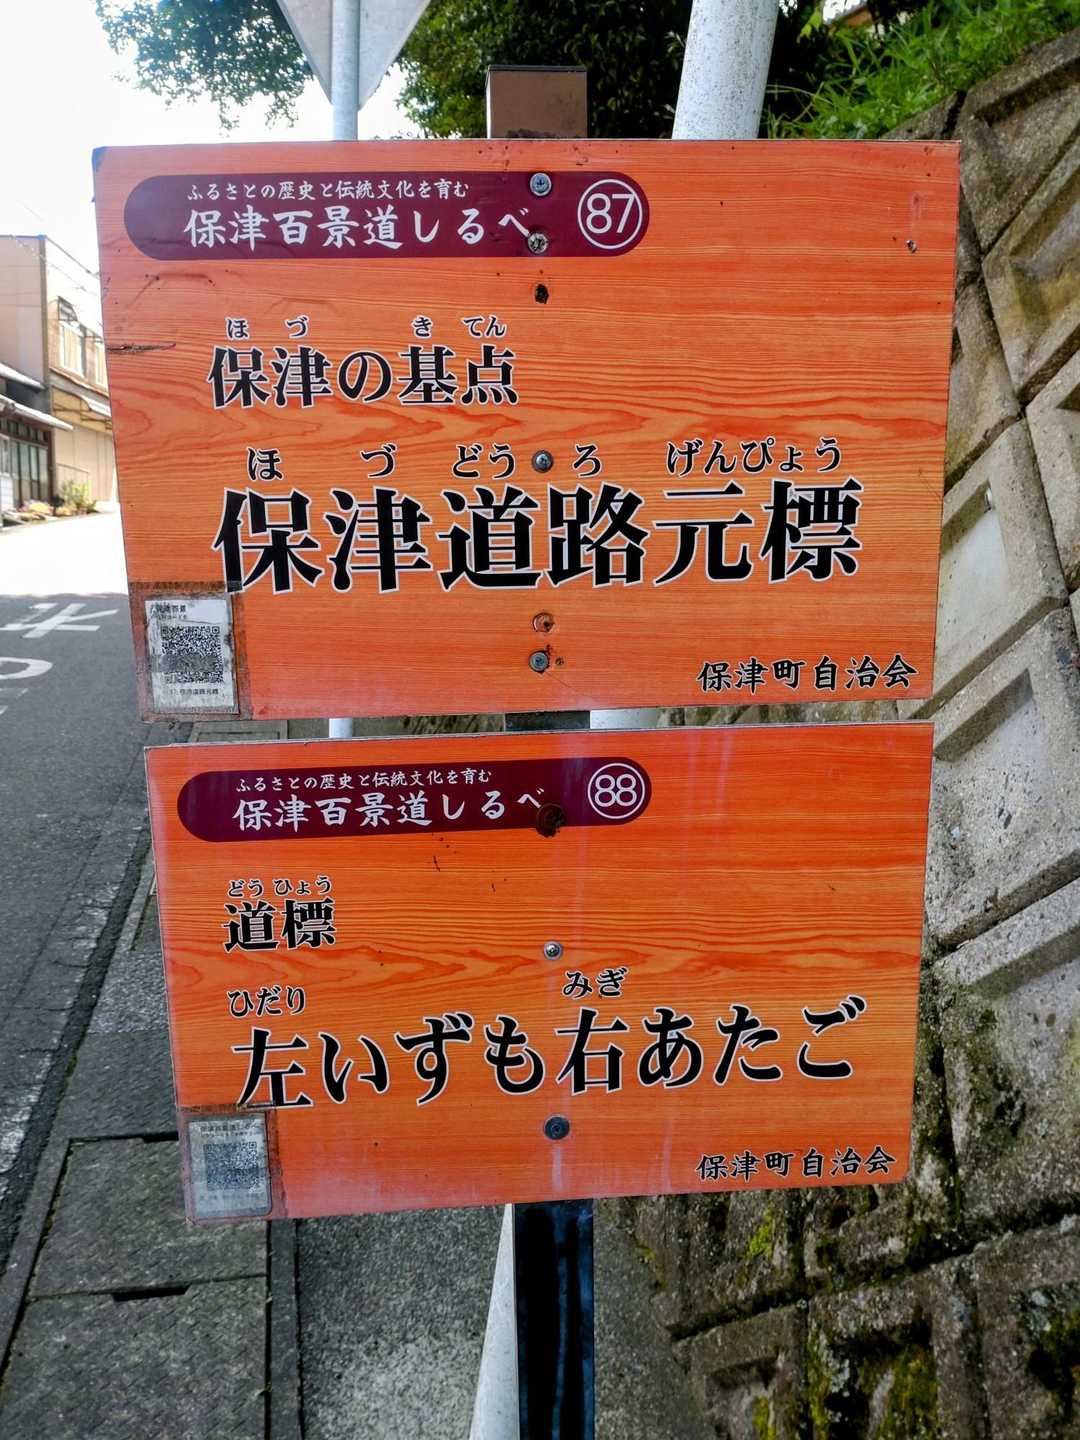 ふるさとの歴史と伝統文化を育む
保津百景道しるべ 87
ほ づ き てん
保津の基点
ほ づ どう ろ げんぴょう
保津道路元標
保津町自治会
ふるさとの歴史と伝統文化を育む
保津百景道しるべ 88
どう ひょう
道標
ひだり みぎ
左いずも右あたご
保津町自治会